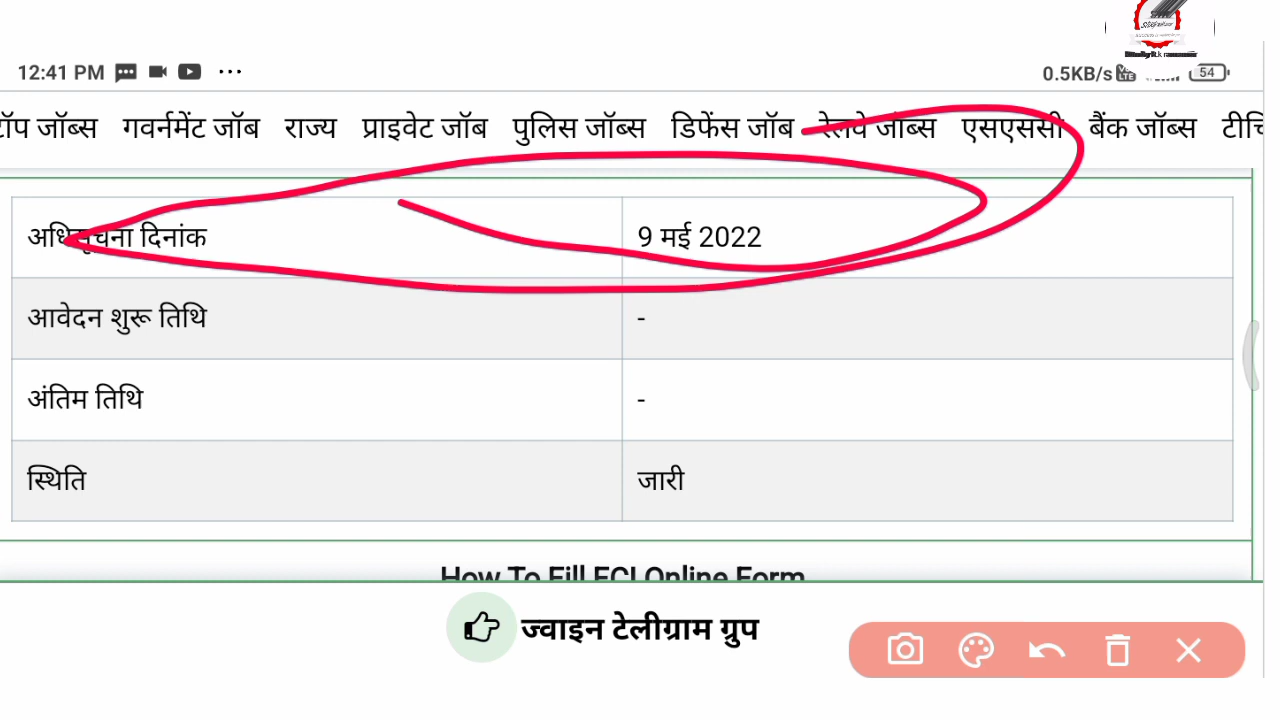 12:41 PM ... 0.5KB/s 54
जॉब्स गवर्नमेंट जॉब राज्य प्राइवेट जॉब पुलिस जॉब्स डिफेंस जॉब रेलवे जॉब्स एसएससी बैंक जॉब्स
अधिसूचना दिनांक 9 मई 2022
आवेदन शुरू तिथि -
अंतिम तिथि -
स्थिति जारी
How To Fill FCI Online Form
ज्वाइन टेलीग्राम ग्रुप